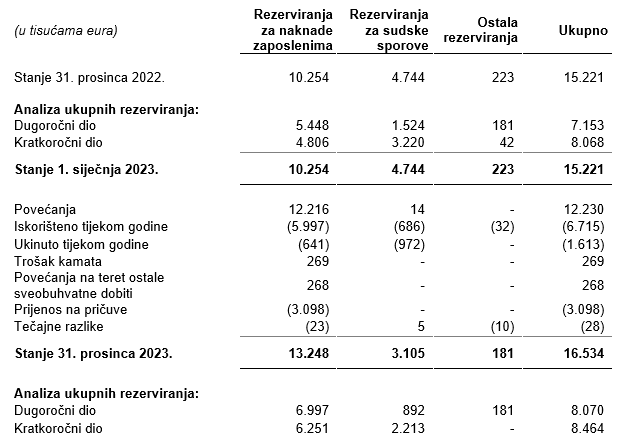 (u tisućama eura) Rezerviranja za naknade zaposlenima Rezerviranja za sudske sporove Ostala rezerviranja Ukupno
Stanje 31. prosinca 2022. 10.254 4.744 223 15.221
Analiza ukupnih rezerviranja:
Dugoročni dio 5.448 1.524 181 7.153
Kratkoročni dio 4.806 3.220 42 8.068
Stanje 1. siječnja 2023. 10.254 4.744 223 15.221
Povećanja 12.216 14 - 12.230
Iskorišteno tijekom godine (5.997) (686) (32) (6.715)
Ukinuto tijekom godine (641) (972) - (1.613)
Trošak kamata 269 - - 269
Povećanja na teret ostale
sveobuhvatne dobiti 268 - - 268
Prijenos na pričuve (3.098) - - (3.098)
Tečajne razlike (23) 5 (10) (28)
Stanje 31. prosinca 2023. 13.248 3.105 181 16.534
Analiza ukupnih rezerviranja:
Dugoročni dio 6.997 892 181 8.070
Kratkoročni dio 6.251 2.213 - 8.464